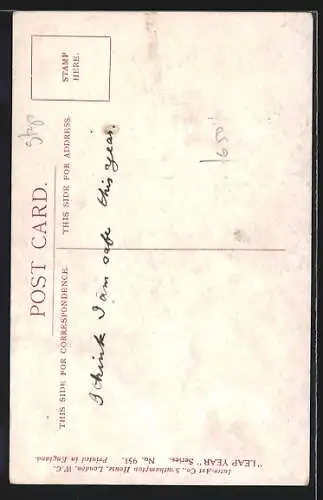 POST CARD.
THIS SIDE FOR CORRESPONDENCE.
THIS SIDE FOR ADDRESS.
STAMP
HERE.
I think I am safe this year.
1650
"LEAP YEAR" Series. No. 951.
Inter-Art Co., Southampton House, London, W.C. Printed in England.